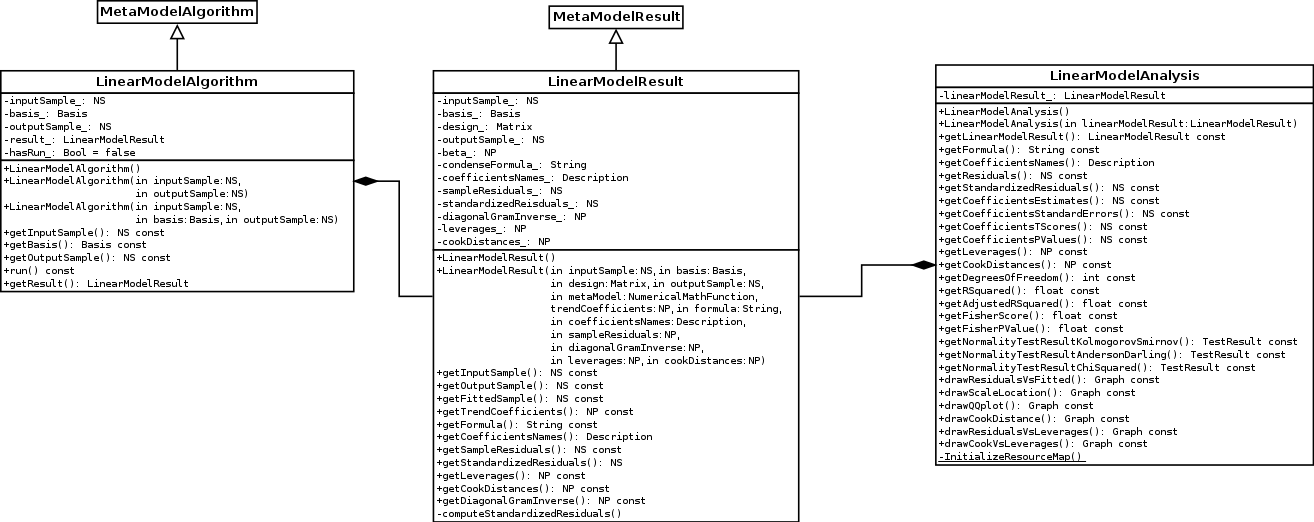 MetaModelAlgorithm
LinearModelAlgorithm
-inputSample_: NS
-basis_: Basis
-outputSample_: NS
-result_: LinearModelResult
-hasRun_: Bool = false
+LinearModelAlgorithm()
+LinearModelAlgorithm(in inputSample:NS,
in outputSample:NS)
+LinearModelAlgorithm(in inputSample:NS,
in basis:Basis,in outputSample:NS)
+getInputSample(): NS const
+getBasis(): Basis const
+getOutputSample(): NS const
+run() const
+getResult(): LinearModelResult
MetaModelResult
LinearModelResult
-inputSample_: NS
-basis_: Basis
-design_: Matrix
-outputSample_: NS
-beta_: NP
-condenseFormula_: String
-coefficientsNames_: Description
-sampleResiduals_: NS
-standardizedReisduals_: NS
-diagonalGramInverse_: NP
-leverages_: NP
-cookDistances_: NP
+LinearModelResult()
+LinearModelResult(in inputSample:NS,in basis:Basis,
in design:Matrix,in outputSample:NS,
in metaModel:NumericalMathFunction,
trendCoefficients:NP,in formula:String,
in coefficientsNames:Description,
in sampleResiduals:NP,
in diagonalGramInverse:NP,
in leverages:NP,in cookDistances:NP)
+getInputSample(): NS const
+getOutputSample(): NS const
+getFittedSample(): NS const
+getTrendCoefficients(): NP const
+getFormula(): String const
+getCoefficientsNames(): Description
+getSampleResiduals(): NS const
+getStandardizedResiduals(): NS
+getLeverages(): NP const
+getCookDistances(): NP const
+getDiagonalGramInverse(): NP const
-computeStandardizedResiduals()
LinearModelAnalysis
-linearModelResult_: LinearModelResult
+LinearModelAnalysis()
+LinearModelAnalysis(in linearModelResult:LinearModelResult)
+getLinearModelResult(): LinearModelResult const
+getFormula(): String const
+getCoefficientsNames(): Description
+getResiduals(): NS const
+getStandardizedResiduals(): NS const
+getCoefficientsEstimates(): NS const
+getCoefficientsStandardErrors(): NS const
+getCoefficientsTScores(): NS const
+getCoefficientsPValues(): NS const
+getLeverages(): NP const
+getCookDistances(): NP const
+getDegreesOfFreedom(): int const
+getRSquared(): float const
+getAdjustedRSquared(): float const
+getFisherScore(): float const
+getFisherPValue(): float const
+getNormalityTestResultKolmogorovSmirnov(): TestResult const
+getNormalityTestResultAndersonDarling(): TestResult const
+getNormalityTestResultChiSquared(): TestResult const
+drawResidualsVsFitted(): Graph const
+drawScaleLocation(): Graph const
+drawQQplot(): Graph const
+drawCookDistance(): Graph const
+drawResidualsVsLeverages(): Graph const
+drawCookVsLeverages(): Graph const
-InitializeResourceMap()